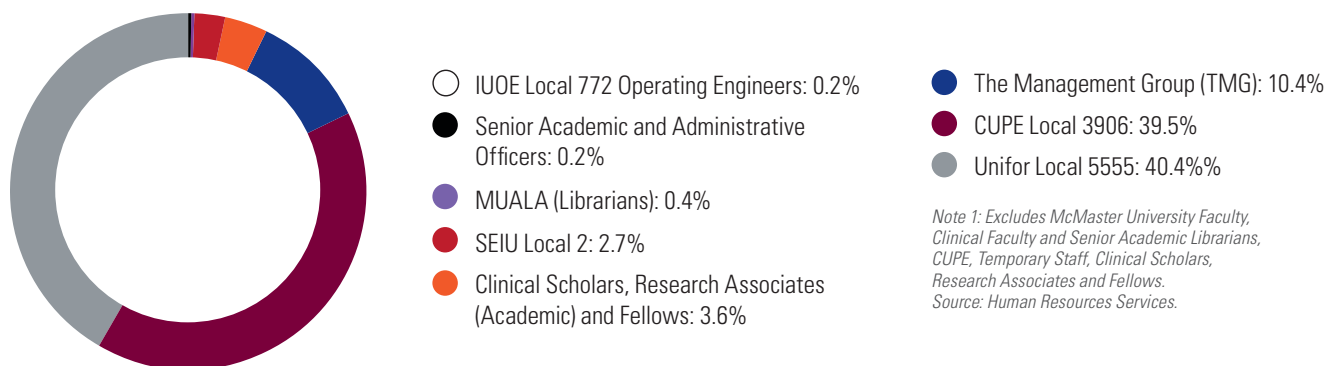 IUOE Local 772 Operating Engineers: 0.2%
Senior Academic and Administrative
Officers: 0.2%
MUALA (Librarians): 0.4%
SEIU Local 2: 2.7%
Clinical Scholars, Research Associates
(Academic) and Fellows: 3.6%
The Management Group (TMG): 10.4%
CUPE Local 3906: 39.5%
Unifor Local 5555: 40.4%%
Note 1: Excludes McMaster University Faculty,
Clinical Faculty and Senior Academic Librarians,
CUPE, Temporary Staff, Clinical Scholars,
Research Associates and Fellows.
Source: Human Resources Services.